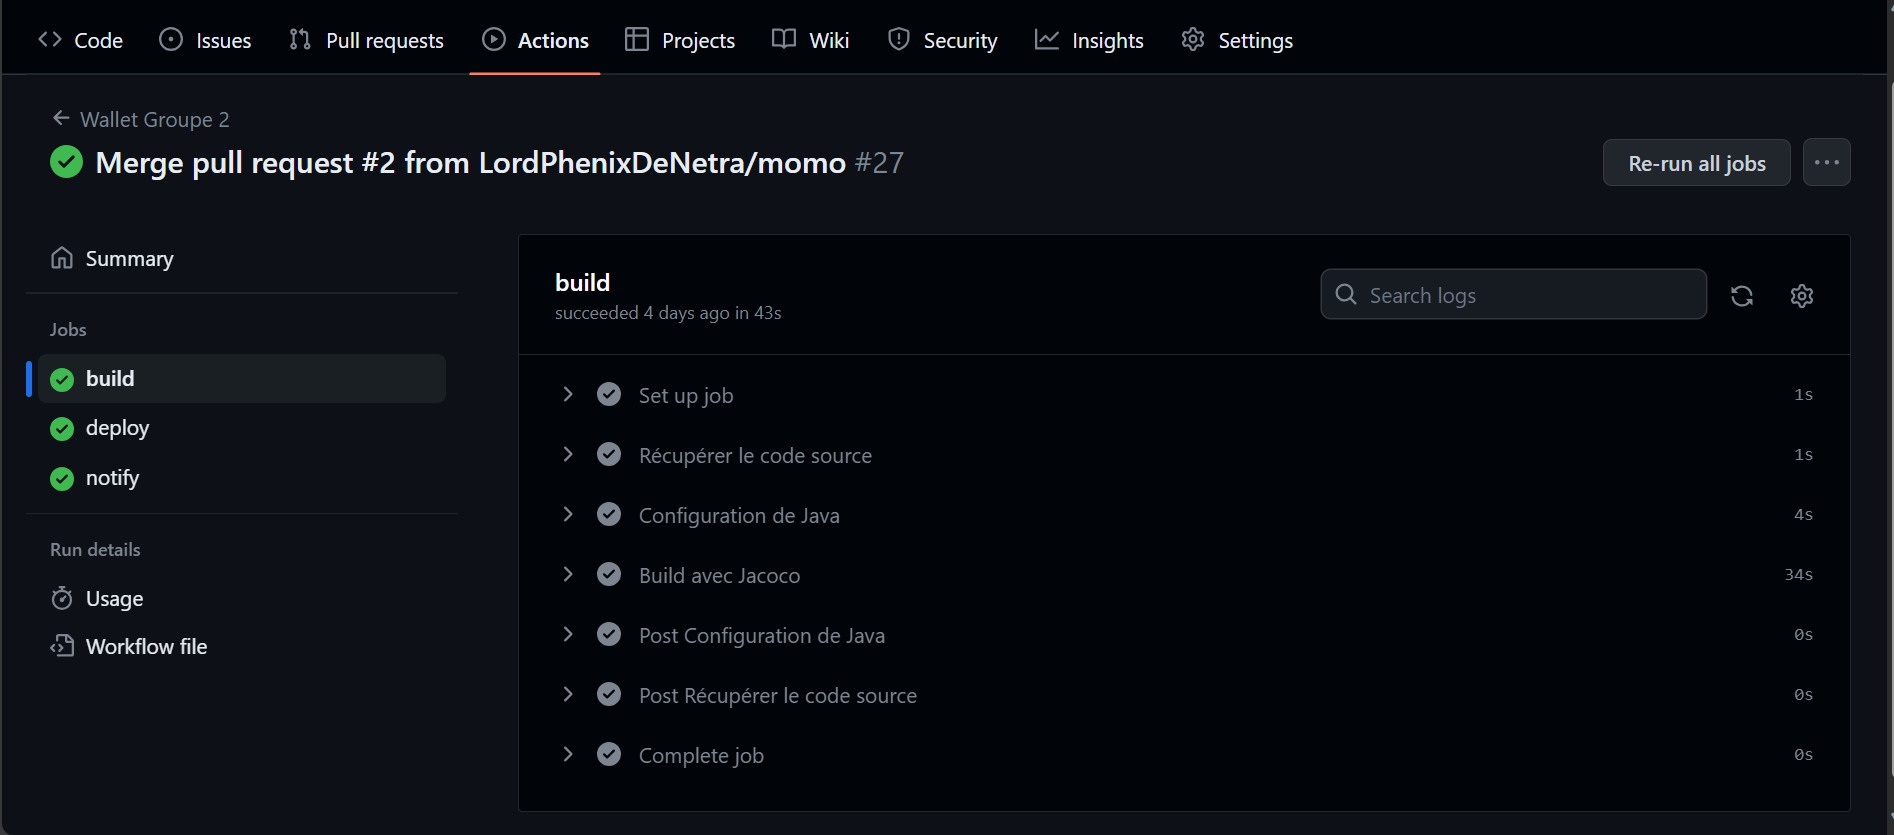 Code Issues Pull requests Actions Projects Wiki Security Insights Settings
Wallet Groupe 2
Merge pull request #2 from LordPhenixDeNetra/momo #27
Re-run all jobs
Summary
Jobs
build
deploy
notify
Run details
Usage
Workflow file
build
succeeded 4 days ago in 43s
Search logs
Set up job 1s
Récupérer le code source 1s
Configuration de Java 4s
Build avec Jacoco 34s
Post Configuration de Java 0s
Post Récupérer le code source 0s
Complete job 0s